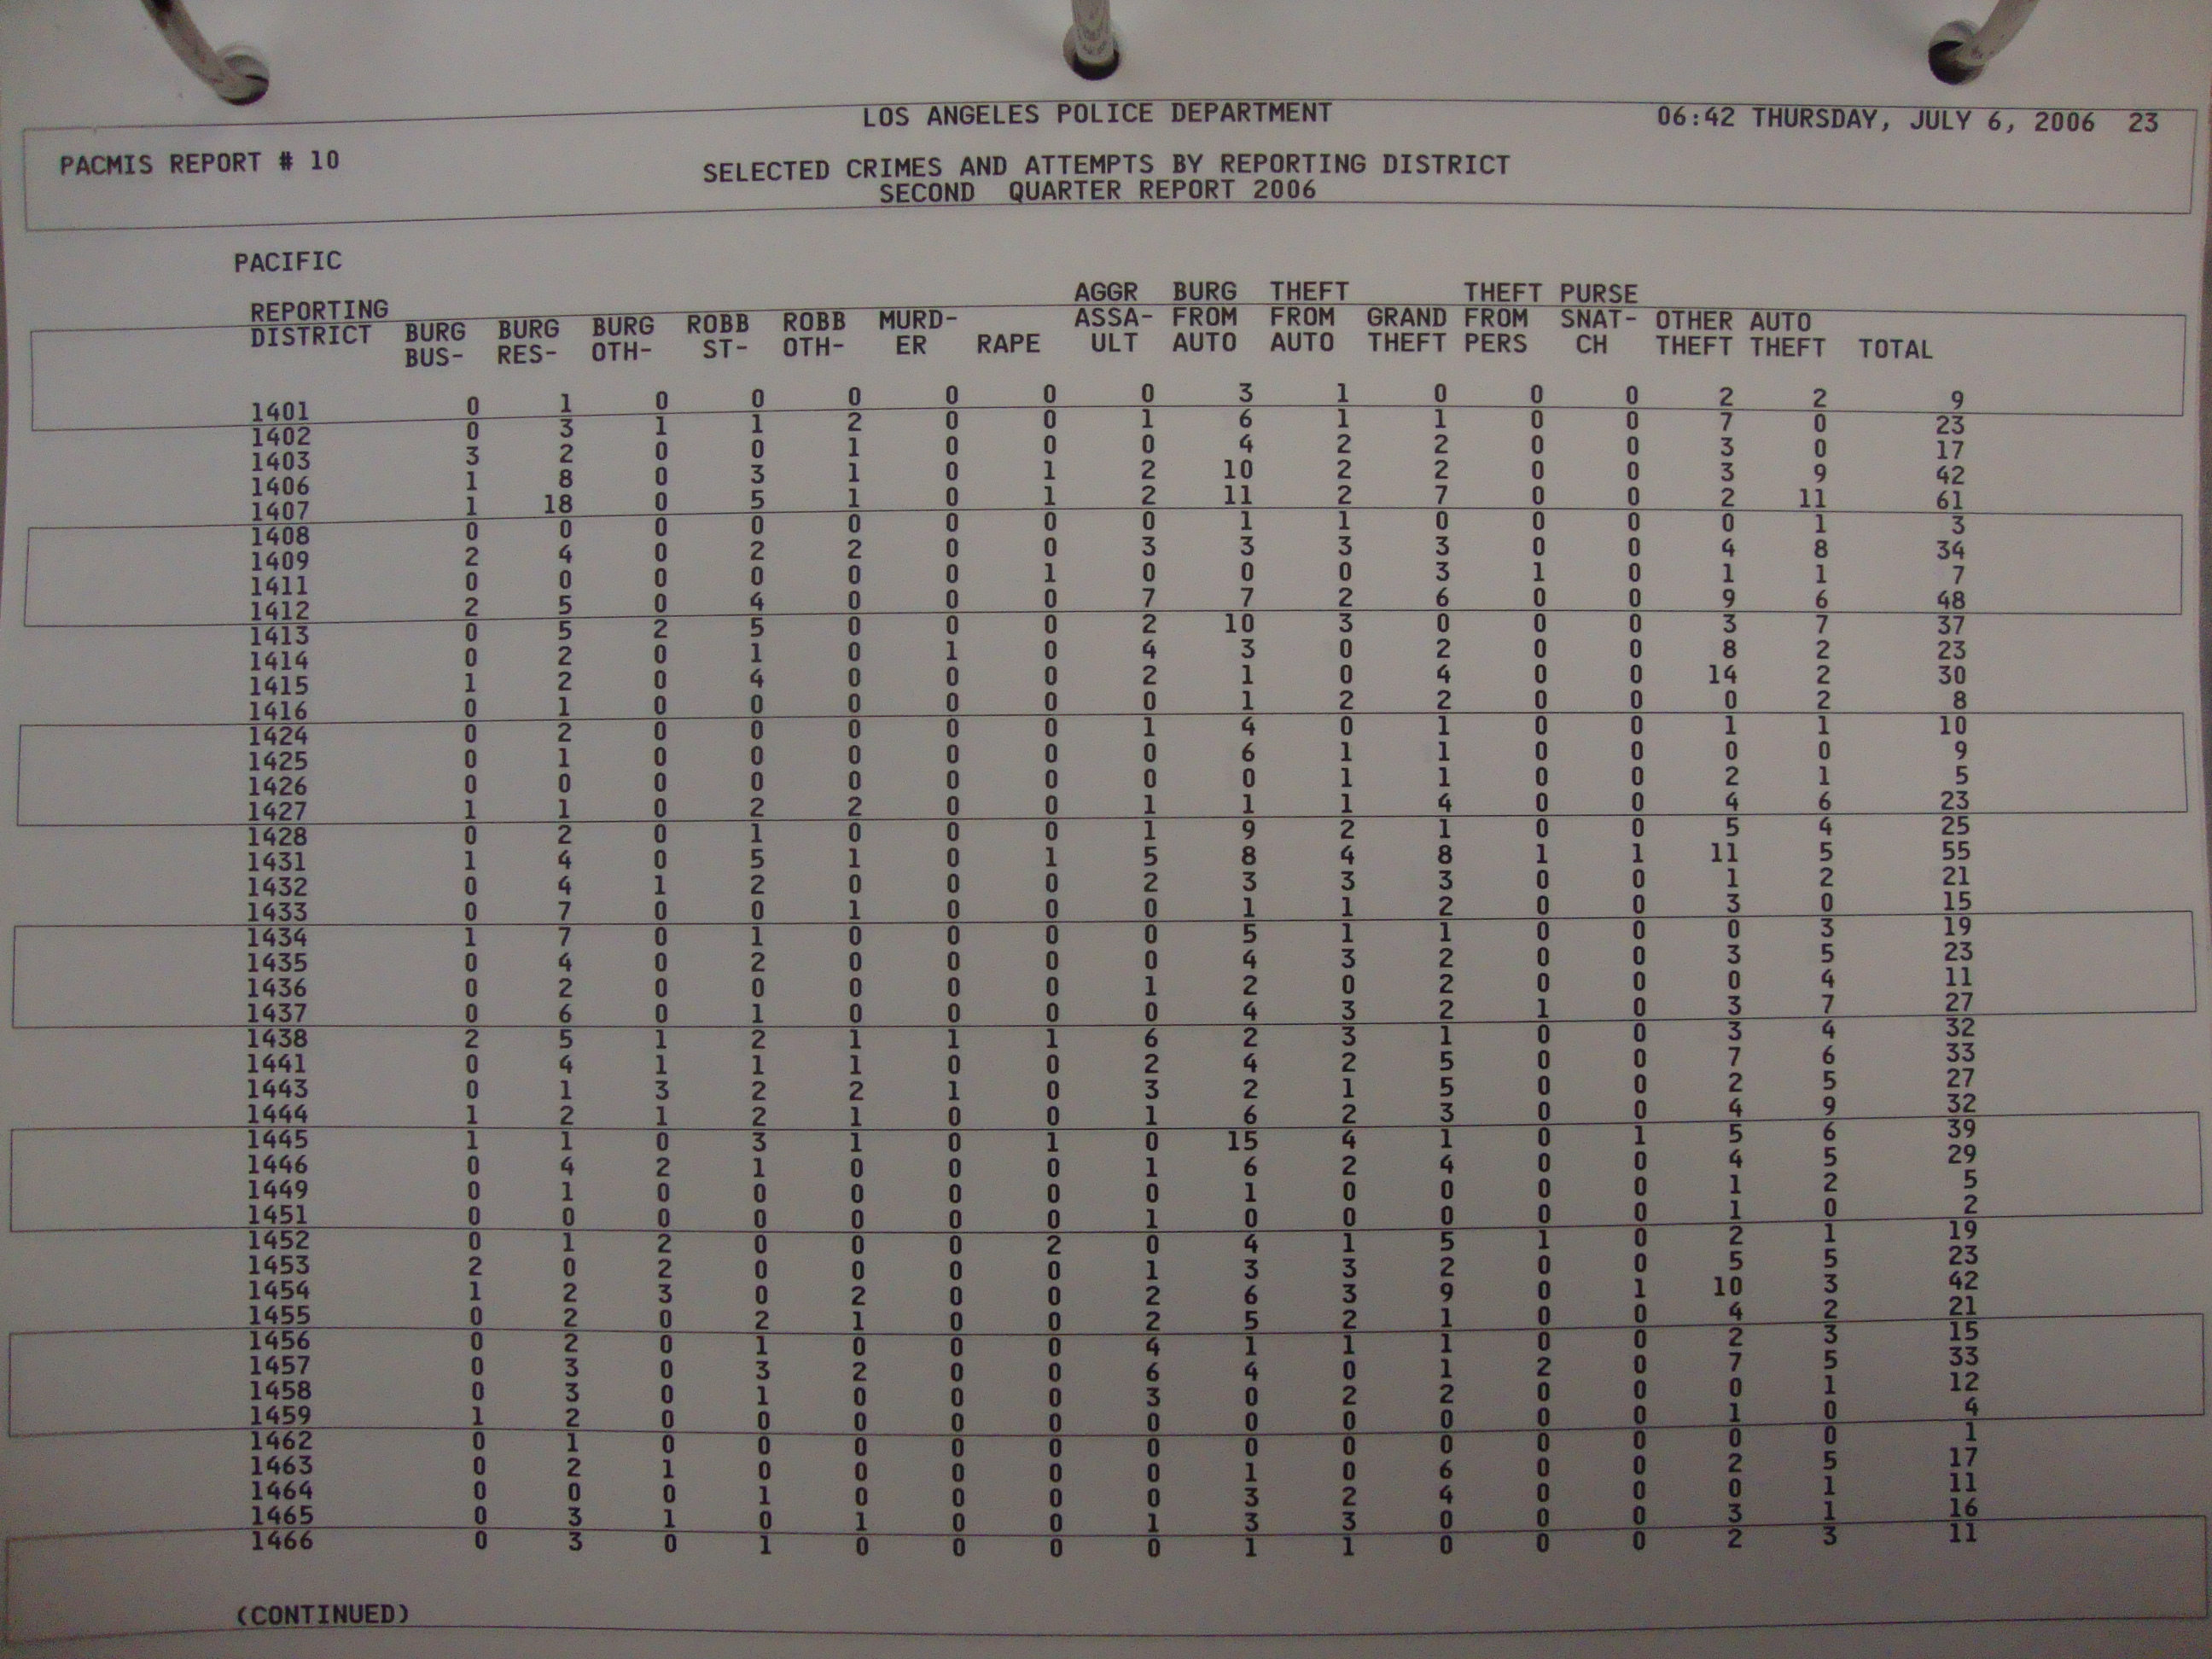 LOS ANGELES POLICE DEPARTMENT 06:42 THURSDAY, JULY 6, 2006 23
PACMIS REPORT # 10
SELECTED CRIMES AND ATTEMPTS BY REPORTING DISTRICT
SECOND QUARTER REPORT 2006
PACIFIC
AGGR BURG THEFT THEFT PURSE
REPORTING BURG BURG BURG ROBB ROBB MURD- ASSA- FROM FROM GRAND FROM SNAT- OTHER AUTO
DISTRICT BUS- RES- OTH- ST- OTH- ER RAPE ULT AUTO AUTO THEFT PERS CH THEFT THEFT TOTAL
1401 0 1 0 0 0 0 0 0 3 1 0 0 0 2 2 9
1402 0 3 1 1 2 0 0 1 6 1 1 0 0 7 0 23
1403 3 2 0 0 1 0 0 0 4 2 2 0 0 3 0 17
1406 1 8 0 3 1 0 1 2 10 2 2 0 0 3 9 42
1407 1 18 0 5 1 0 1 2 11 2 7 0 0 2 11 61
1408 0 0 0 0 0 0 0 0 1 1 0 0 0 0 1 3
1409 2 4 0 2 2 0 0 3 3 3 3 0 0 4 8 34
1411 0 0 0 0 0 0 1 0 0 0 3 1 0 1 1 7
1412 2 5 0 4 0 0 0 7 7 2 6 0 0 9 6 48
1413 0 5 2 5 0 0 0 2 10 3 0 0 0 3 7 37
1414 0 2 0 1 0 1 0 4 3 0 2 0 0 8 2 23
1415 1 2 0 4 0 0 0 2 1 0 4 0 0 14 2 30
1416 0 1 0 0 0 0 0 0 1 2 2 0 0 0 2 8
1424 0 2 0 0 0 0 0 1 4 0 1 0 0 1 1 10
1425 0 1 0 0 0 0 0 0 6 1 1 0 0 0 0 9
1426 0 0 0 0 0 0 0 0 0 1 1 0 0 2 1 5
1427 1 1 0 2 2 0 0 1 1 1 4 0 0 4 6 23
1428 0 2 0 1 0 0 0 1 9 2 1 0 0 5 4 25
1431 1 4 0 5 1 0 1 5 8 4 8 1 1 11 5 55
1432 0 4 1 2 0 0 0 2 3 3 3 0 0 1 2 21
1433 0 7 0 0 1 0 0 0 1 1 2 0 0 3 0 15
1434 1 7 0 1 0 0 0 0 5 1 1 0 0 0 3 19
1435 0 4 0 2 0 0 0 0 4 3 2 0 0 3 5 23
1436 0 2 0 0 0 0 0 1 2 0 2 0 0 0 4 11
1437 0 6 0 1 0 0 0 0 4 3 2 1 0 3 7 27
1438 2 5 1 2 1 1 1 6 2 3 1 0 0 3 4 32
1441 0 4 1 1 1 0 0 2 4 2 5 0 0 7 6 33
1443 0 1 3 2 2 1 0 3 2 1 5 0 0 2 5 27
1444 1 2 1 2 1 0 0 1 6 2 3 0 0 4 9 32
1445 1 1 0 3 1 0 1 0 15 4 1 0 1 5 6 39
1446 0 4 2 1 0 0 0 1 6 2 4 0 0 4 5 29
1449 0 1 0 0 0 0 0 0 1 0 0 0 0 1 2 5
1451 0 0 0 0 0 0 0 1 0 0 0 0 0 1 0 2
1452 0 1 2 0 0 0 2 0 4 1 5 1 0 2 1 19
1453 2 0 2 0 0 0 0 1 3 3 2 0 0 5 5 23
1454 1 2 3 0 2 0 0 2 6 3 9 0 1 10 3 42
1455 0 2 0 2 1 0 0 2 5 2 1 0 0 4 2 21
1456 0 2 0 1 0 0 0 4 1 1 1 0 0 2 3 15
1457 0 3 0 3 2 0 0 6 4 0 1 2 0 7 5 33
1458 0 3 0 1 0 0 0 3 0 2 2 0 0 0 1 12
1459 1 2 0 0 0 0 0 0 0 0 0 0 0 1 0 4
1462 0 1 0 0 0 0 0 0 0 0 0 0 0 0 0 1
1463 0 2 1 0 0 0 0 0 1 0 6 0 0 2 5 17
1464 0 0 0 1 0 0 0 0 3 2 4 0 0 0 1 11
1465 0 3 1 0 1 0 0 1 3 3 0 0 0 3 1 16
1466 0 3 0 1 0 0 0 0 1 1 0 0 0 2 3 11
(CONTINUED)